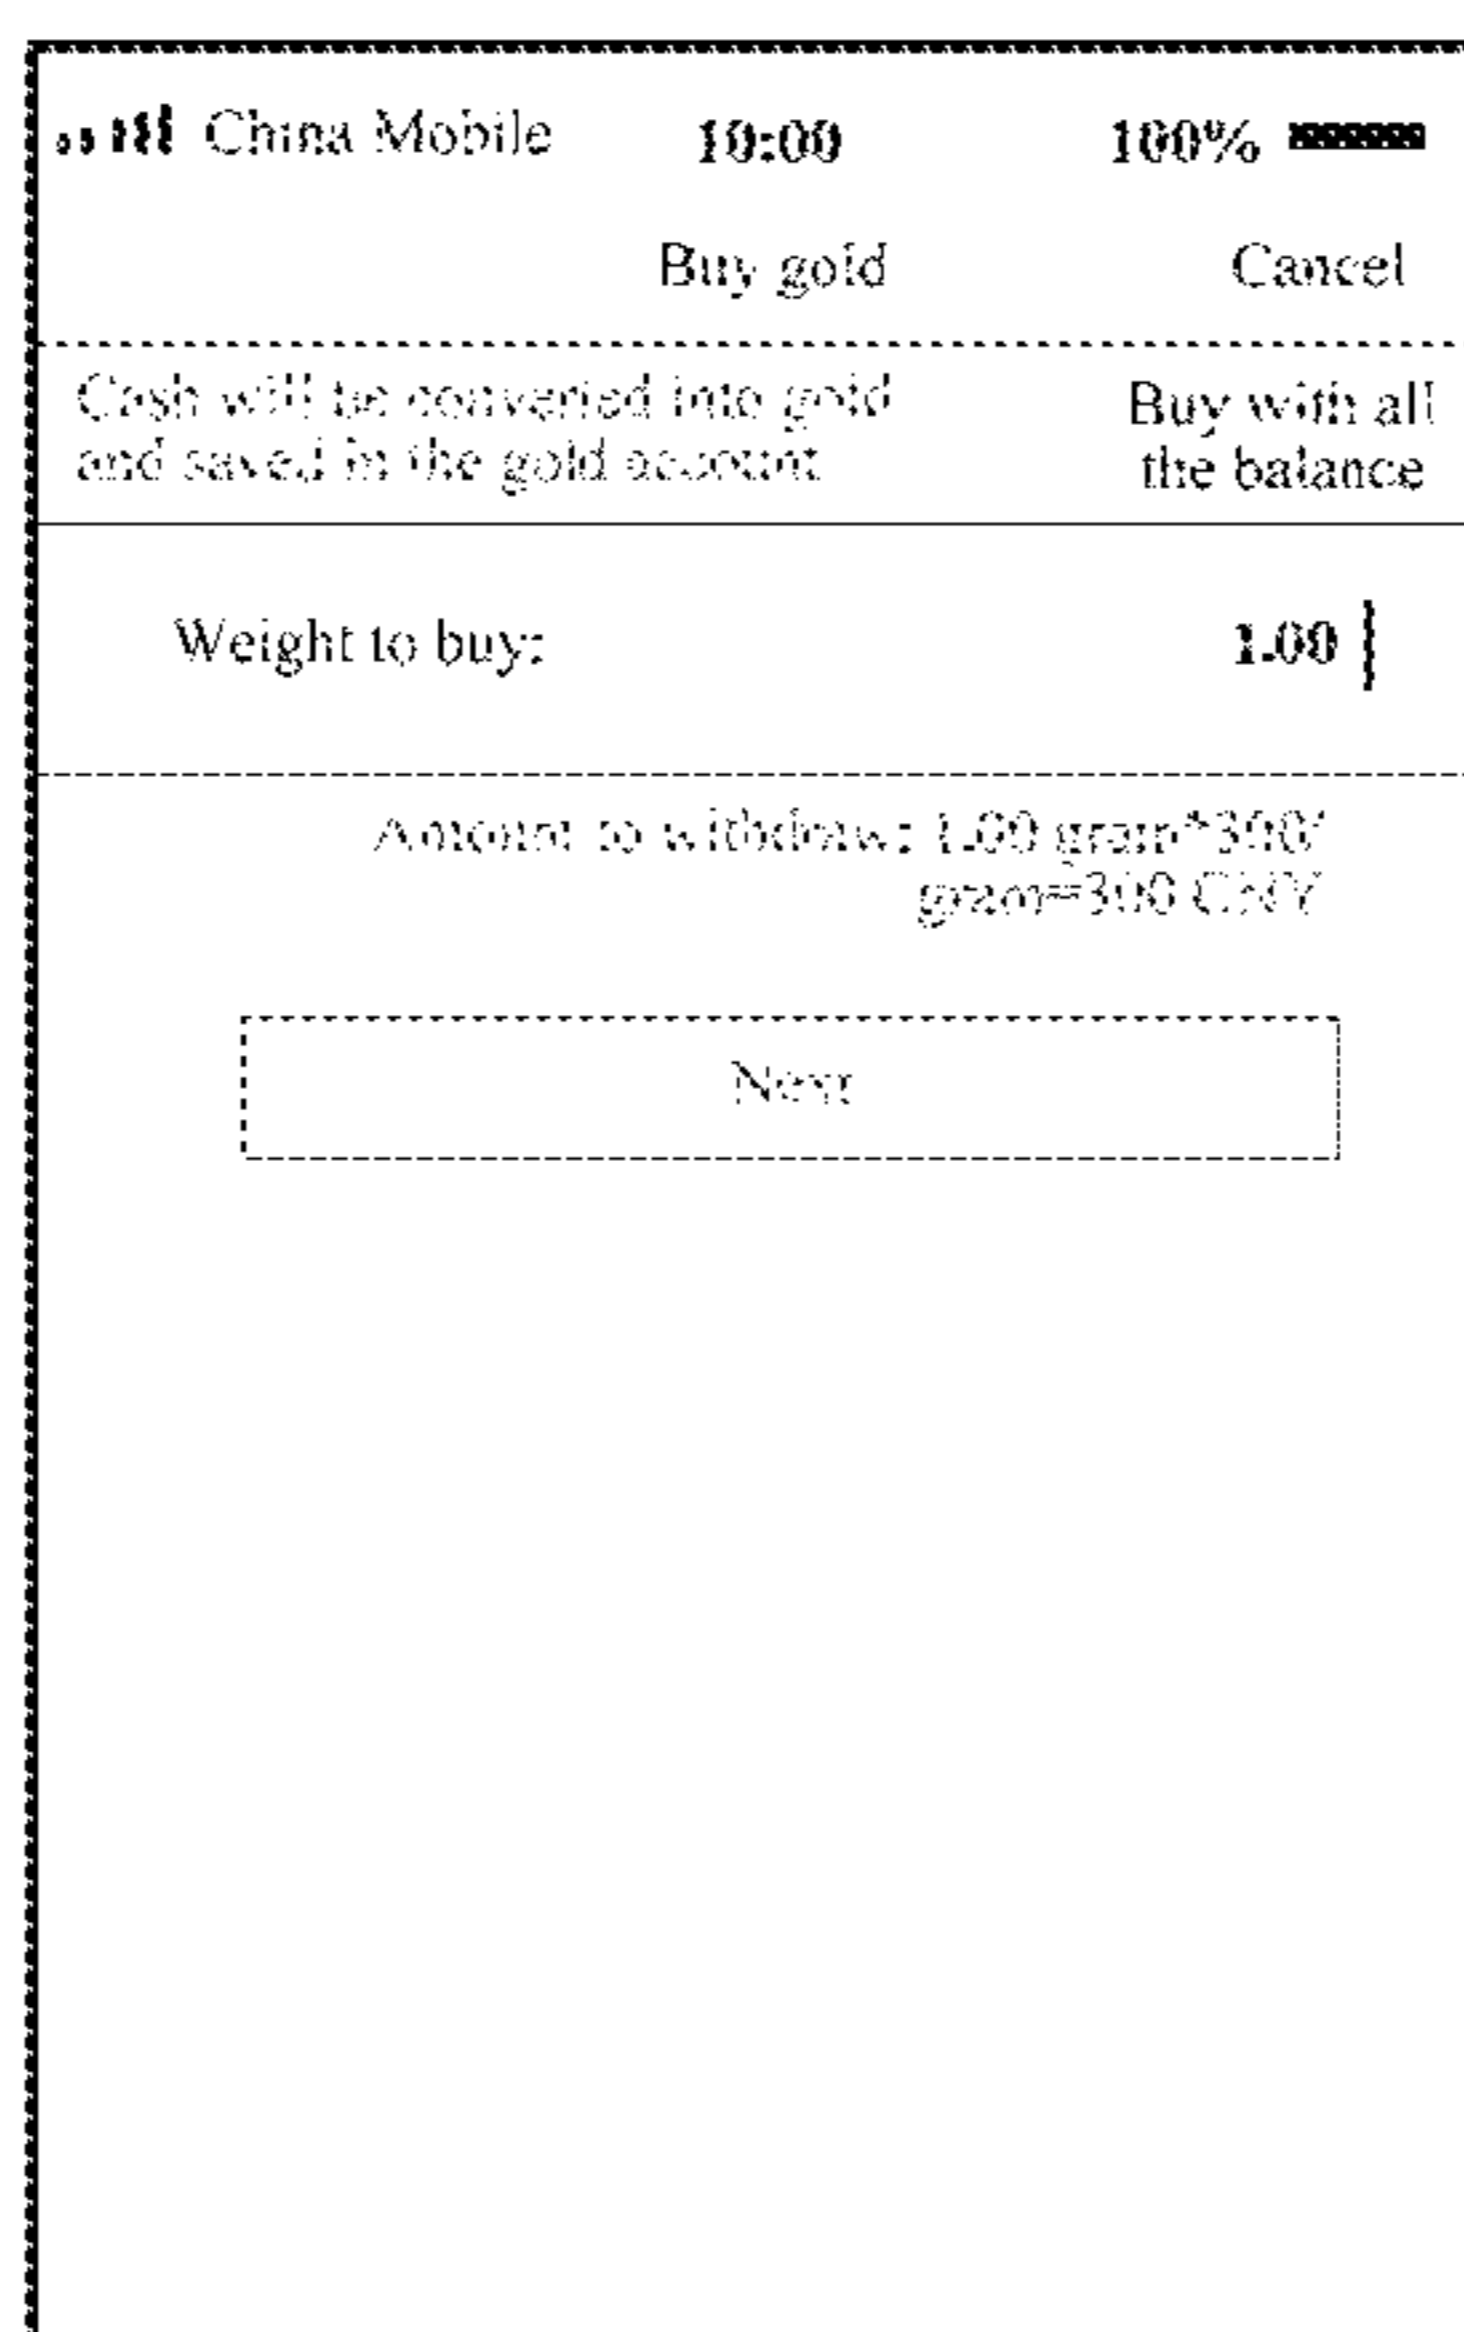 China Mobile 10:00 100%
Buy gold Cancel
Cash will be converted into gold
and saved in the gold account
Buy with all
the balance
Weight to buy: 1.00
Amount to withdraw: 1.00 gram*300/
gram=300 CNY
Next